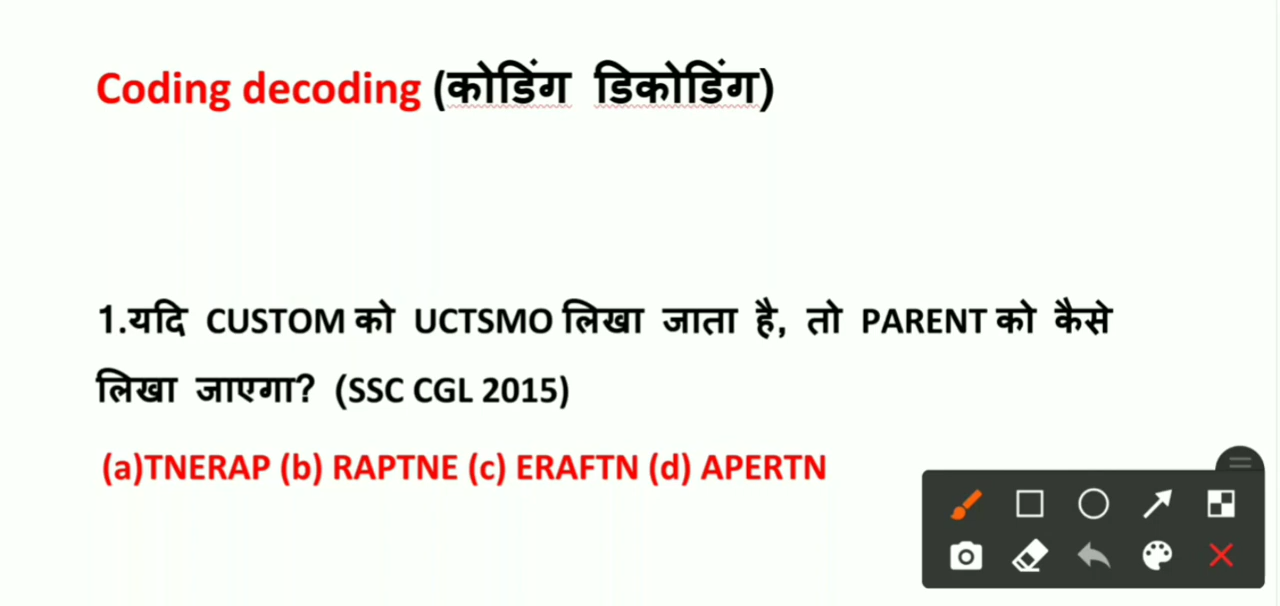 Coding decoding (कोडिंग डिकोडिंग)
1.यदि CUSTOM को UCTSMO लिखा जाता है, तो PARENT को कैसे
लिखा जाएगा? (SSC CGL 2015)
(a)TNERAP (b) RAPTNE (c) ERAFTN (d) APERTN